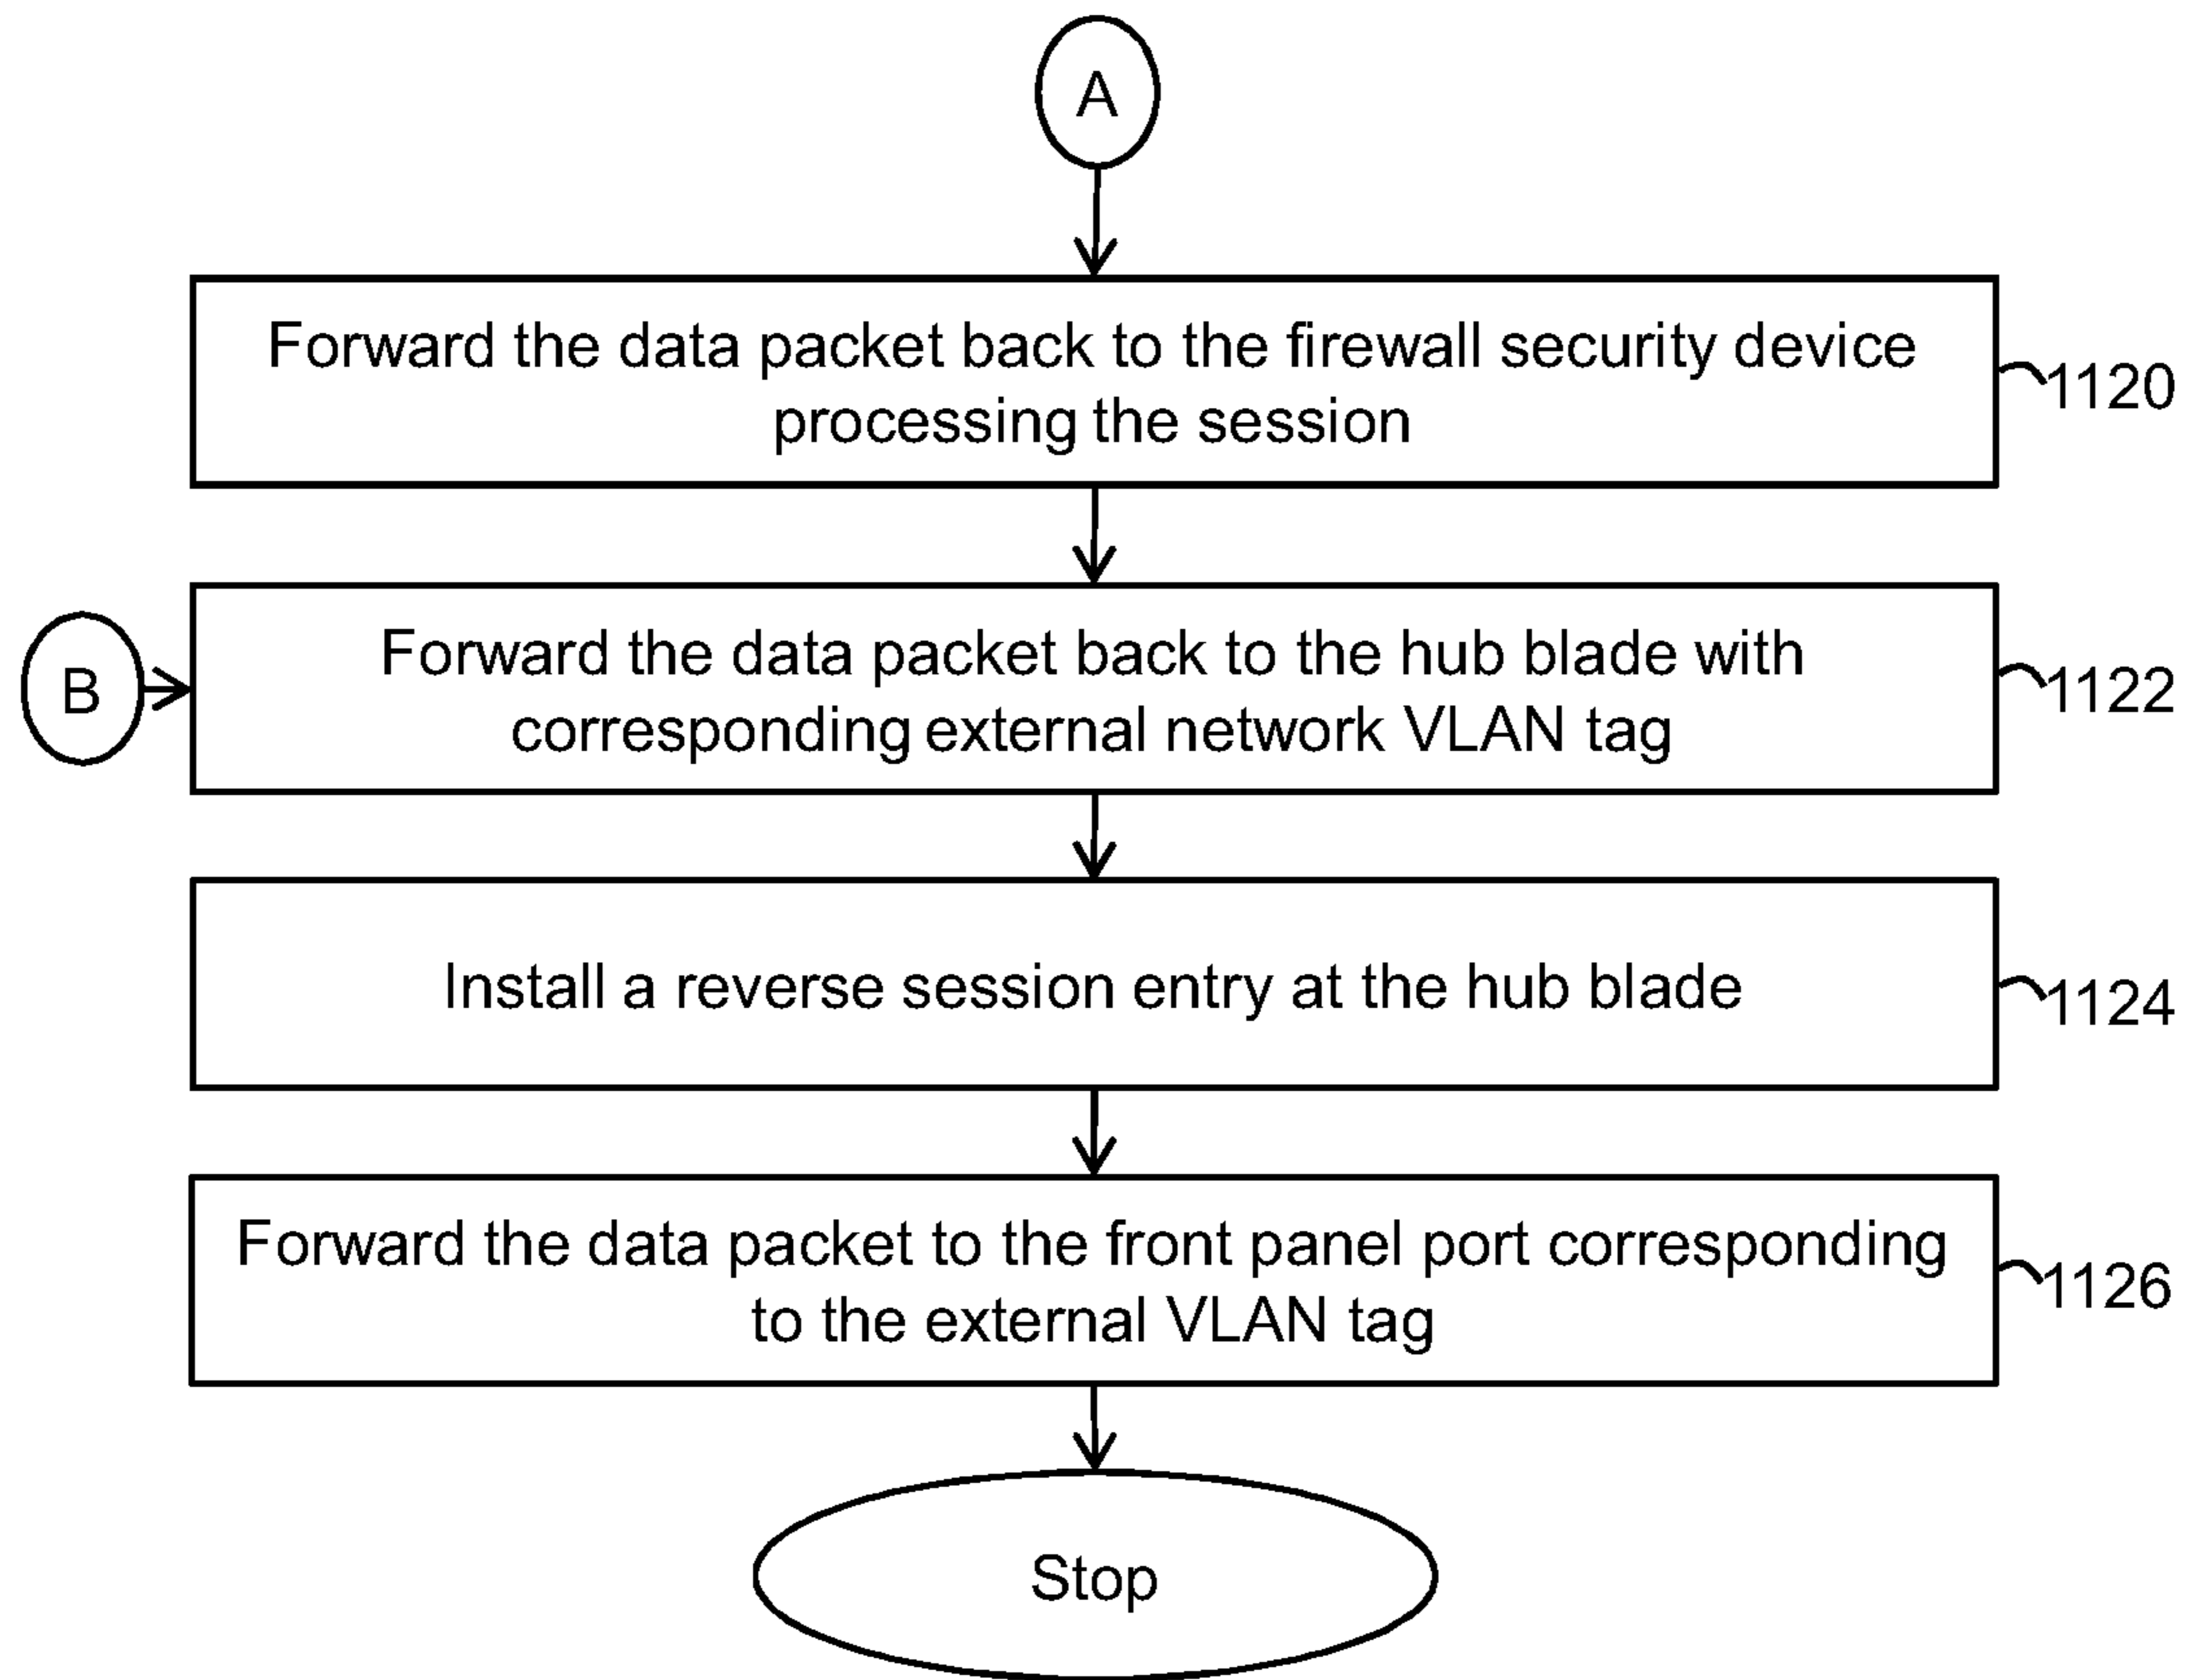 A
Forward the data packet back to the firewall security device
processing the session
1120
B
Forward the data packet back to the hub blade with
corresponding external network VLAN tag
1122
Install a reverse session entry at the hub blade
1124
Forward the data packet to the front panel port corresponding
to the external VLAN tag
1126
Stop